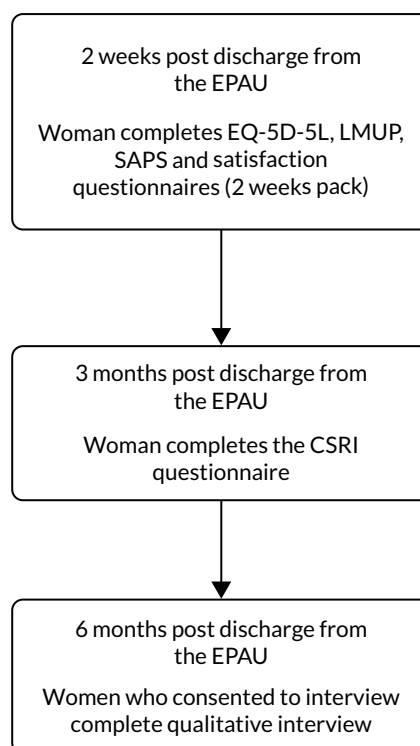 2 weeks post discharge from
the EPAU
Woman completes EQ-5D-5L, LMUP,
SAPS and satisfaction
questionnaires (2 weeks pack)
3 months post discharge from
the EPAU
Woman completes the CSRI
questionnaire
6 months post discharge from
the EPAU
Women who consented to interview
complete qualitative interview